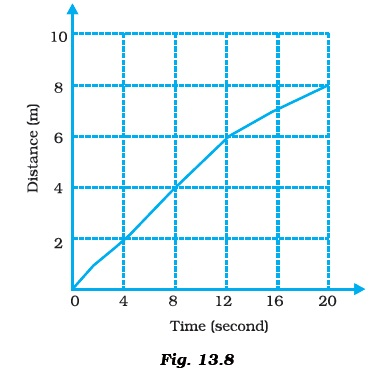 10
8
6
4
2
Distance (m)
0 4 8 12 16 20
Time (second)
Fig. 13.8